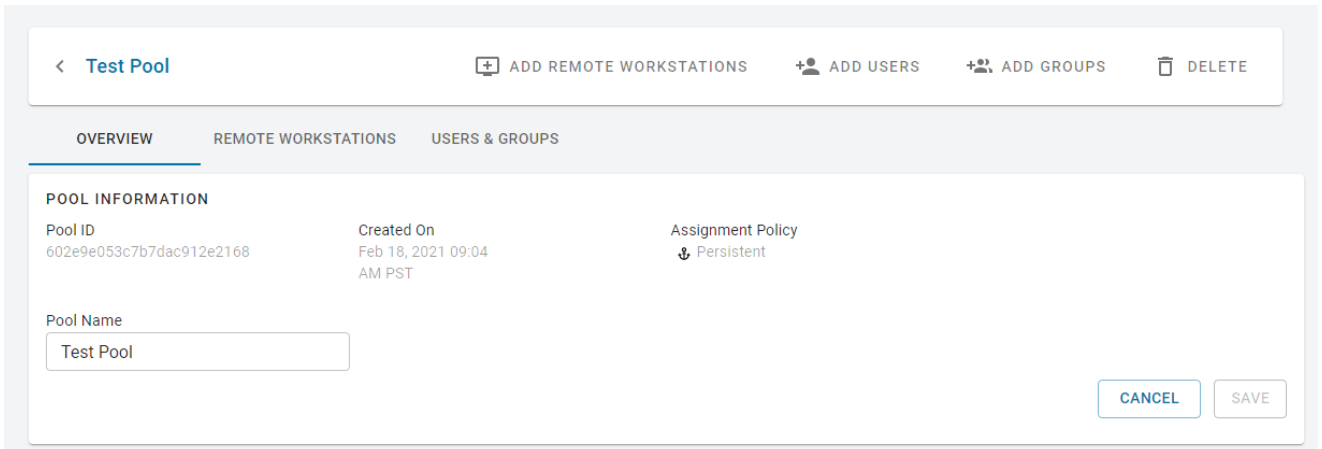 Test Pool
ADD REMOTE WORKSTATIONS
ADD USERS
ADD GROUPS
DELETE
OVERVIEW
REMOTE WORKSTATIONS
USERS & GROUPS
POOL INFORMATION
Pool ID
602e9e053c7b7dac912e2168
Created On
Feb 18, 2021 09:04
AM PST
Assignment Policy
Persistent
Pool Name
Test Pool
CANCEL
SAVE